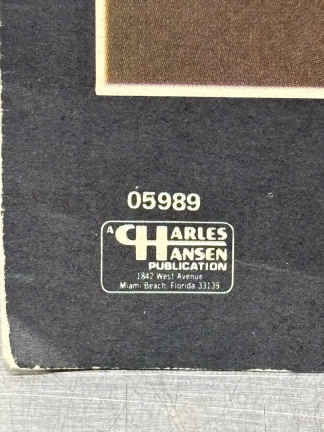 05989
A CHARLES
HANSEN
PUBLICATION
1842 West Avenue
Miami Beach, Florida 33139